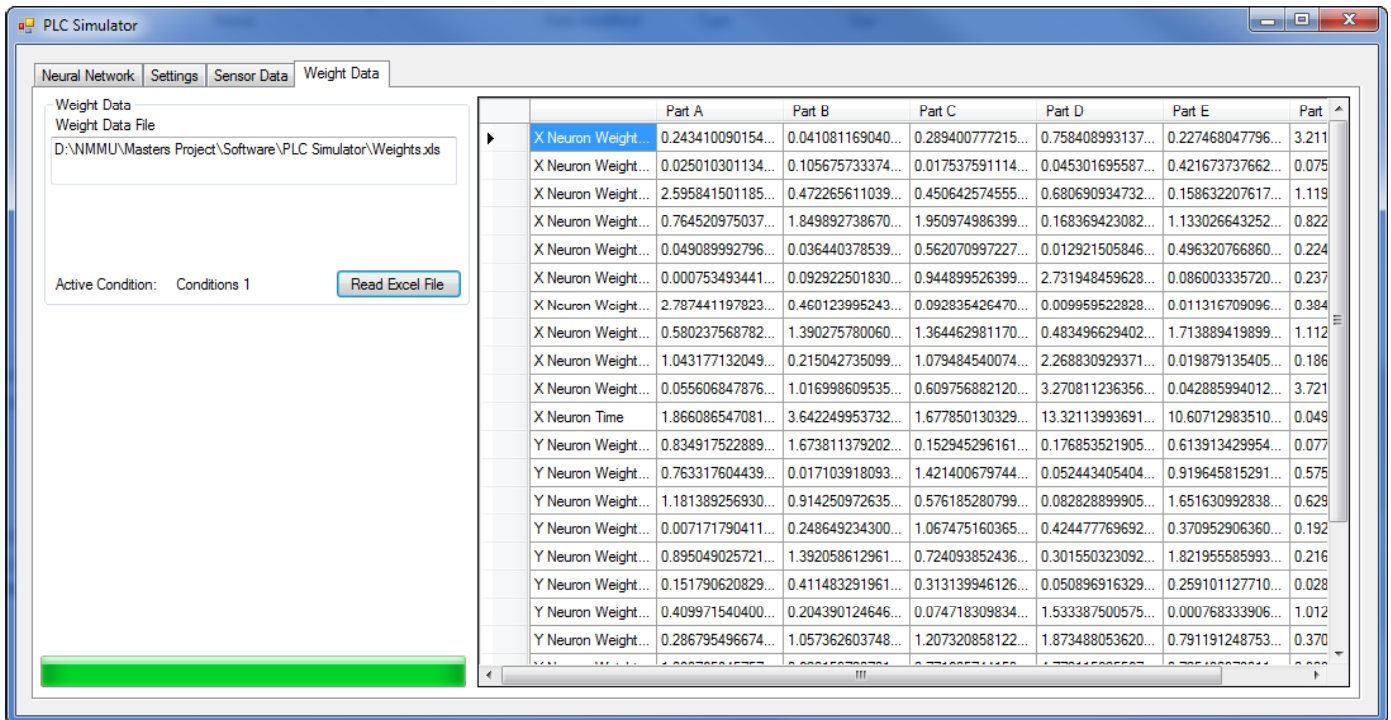 PLC Simulator
Neural Network Settings Sensor Data Weight Data
Weight Data
Weight Data File
D:\NMMU\Masters Project\Software\PLC Simulator\Weights.xls
Active Condition: Conditions 1 Read Excel File
Part A Part B Part C Part D Part E Part
X Neuron Weight... 0.243410090154... 0.041081169040... 0.289400777215... 0.758408993137... 0.227468047796... 3.211
X Neuron Weight... 0.025010301134... 0.105675733374... 0.017537591114... 0.045301695587... 0.421673737662... 0.075
X Neuron Weight... 2.595841501185... 0.472265611039... 0.450642574555... 0.680690934732... 0.158632207617... 1.119
X Neuron Weight... 0.764520975037... 1.849892738670... 1.950974986399... 0.168369423082... 1.133026643252... 0.822
X Neuron Weight... 0.049089992796... 0.036440378539... 0.562070997227... 0.012921505846... 0.496320766860... 0.224
X Neuron Weight... 0.000753493441... 0.092922501830... 0.944899526399... 2.731948459628... 0.086003335720... 0.237
X Neuron Weight... 2.787441197823... 0.460123995243... 0.092835426470... 0.009959522828... 0.011316709096... 0.384
X Neuron Weight... 0.580237568782... 1.390275780060... 1.364462981170... 0.483496629402... 1.713889419899... 1.112
X Neuron Weight... 1.043177132049... 0.215042735099... 1.079484540074... 2.268830929371... 0.019879135405... 0.186
X Neuron Weight... 0.055606847876... 1.016998609535... 0.609756882120... 3.270811236356... 0.042885994012... 3.721
X Neuron Time 1.866086547081... 3.642249953732... 1.677850130329... 13.32113993691... 10.60712983510... 0.049
Y Neuron Weight... 0.834917522889... 1.673811379202... 0.152945296161... 0.176853521905... 0.613913429954... 0.077
Y Neuron Weight... 0.763317604439... 0.017103918093... 1.421400679744... 0.052443405404... 0.919645815291... 0.575
Y Neuron Weight... 1.181389256930... 0.914250972635... 0.576185280799... 0.082828899905... 1.651630992838... 0.629
Y Neuron Weight... 0.007171790411... 0.248649234300... 1.067475160365... 0.424477769692... 0.370952906360... 0.192
Y Neuron Weight... 0.895049025721... 1.392058612961... 0.724093852436... 0.301550323092... 1.821955585993... 0.216
Y Neuron Weight... 0.151790620829... 0.411483291961... 0.313139946126... 0.050896916329... 0.259101127710... 0.028
Y Neuron Weight... 0.409971540400... 0.204390124646... 0.074718309834... 1.533387500575... 0.000768333906... 1.012
Y Neuron Weight... 0.286795496674... 1.057362603748... 1.207320858122... 1.873488053620... 0.791191248753... 0.370